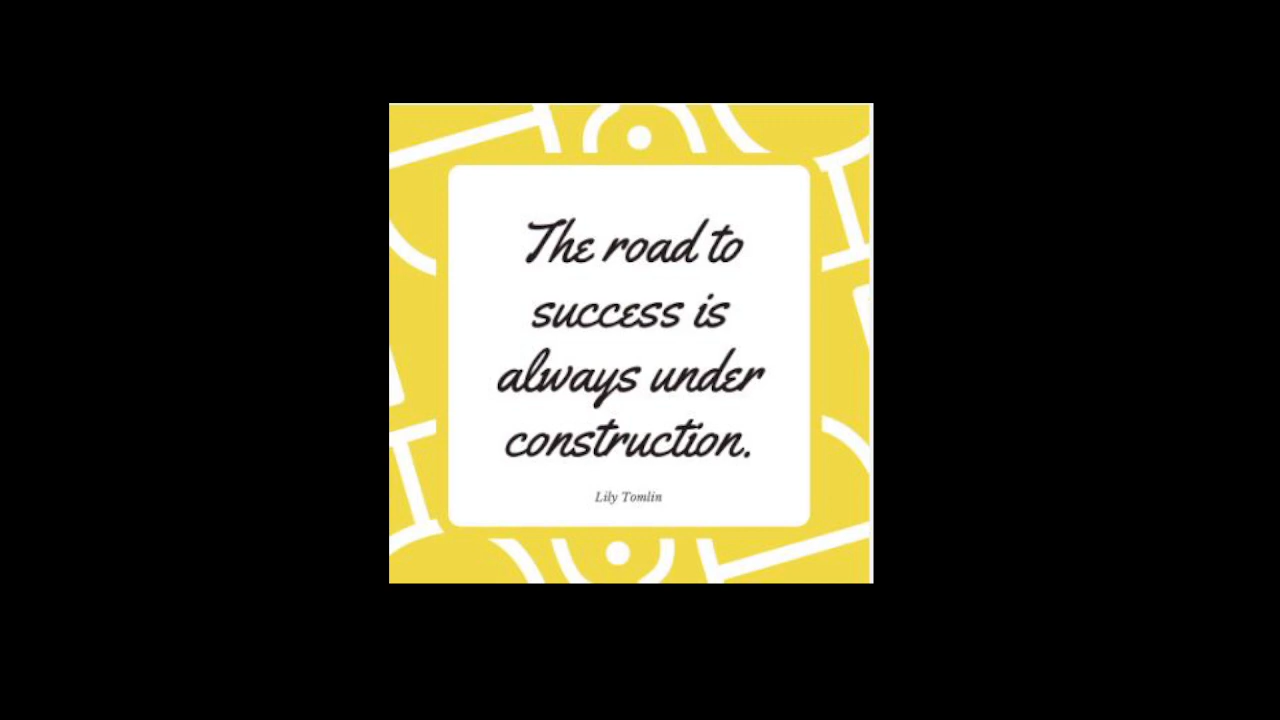 The road to
success is
always under
construction.
Lily Tomlin